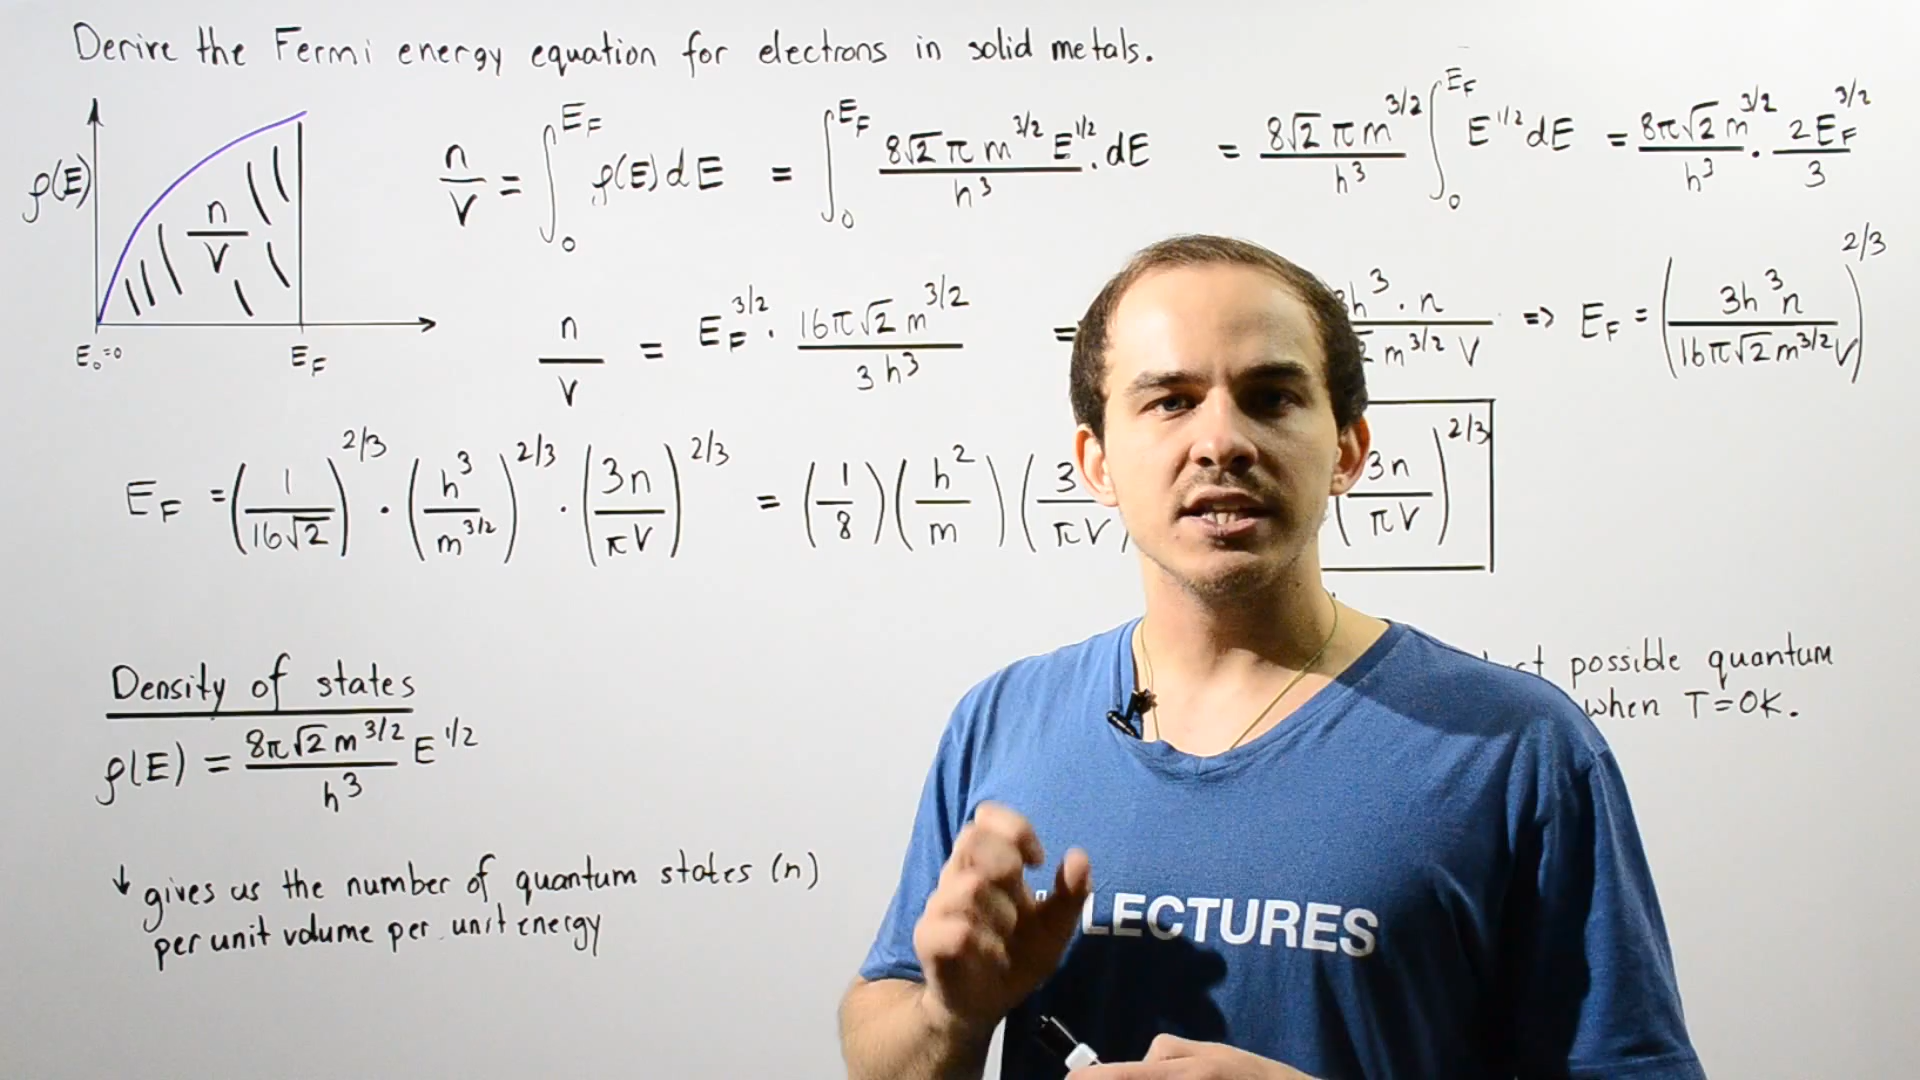 Derive the Fermi energy equation for electrons in solid metals.
ρ(E)
n/V
E₀=0
E_F
n/V = ∫₀^{E_F} ρ(E)dE = ∫₀^{E_F} 8√2 π m^{3/2} E^{1/2}/h³ · dE = 8√2 π m^{3/2}/h³ ∫₀^{E_F} E^{1/2} dE = 8π√2 m^{3/2}/h³ · 2E_F^{3/2}/3
n/V = E_F^{3/2} · 16π√2 m^{3/2}/3h³ = h³ · n/m^{3/2} V => E_F = (3h³n/16π√2 m^{3/2} V)^{2/3}
E_F = (1/16√2)^{2/3} · (h³/m^{3/2})^{2/3} · (3n/πV)^{2/3} = (1/8)(h²/m)(3/πV (3n/πV)^{2/3}
Density of states
ρ(E) = 8π√2 m^{3/2}/h³ E^{1/2}
↓ gives us the number of quantum states (n)
per unit volume per unit energy
possible quantum
when T=0K.
LECTURES